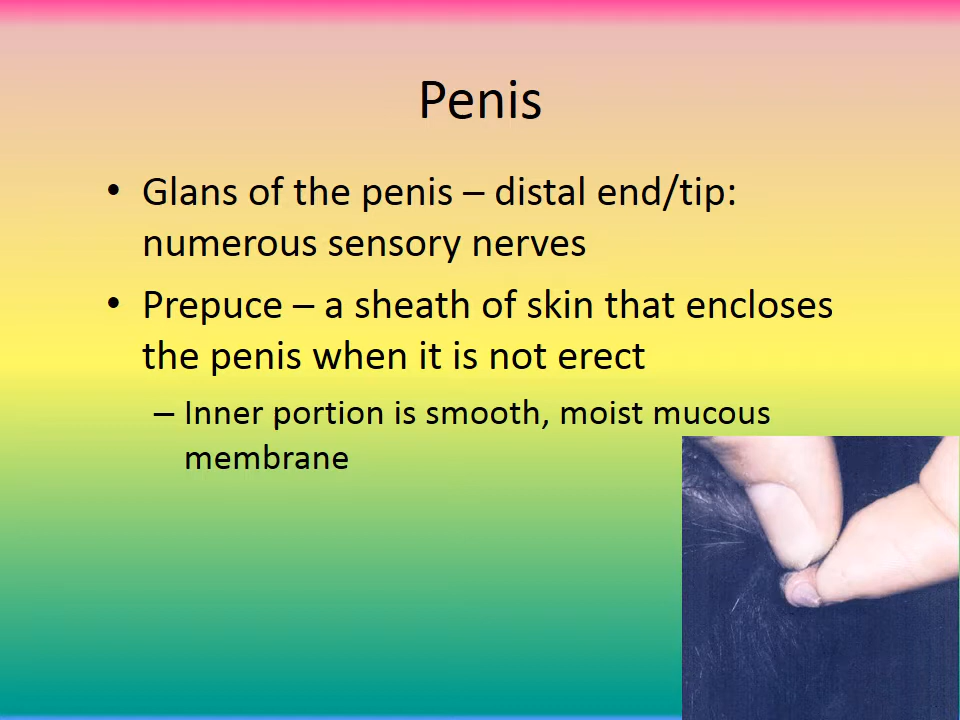 Penis
• Glans of the penis – distal end/tip:
numerous sensory nerves
• Prepuce – a sheath of skin that encloses
the penis when it is not erect
– Inner portion is smooth, moist mucous
membrane